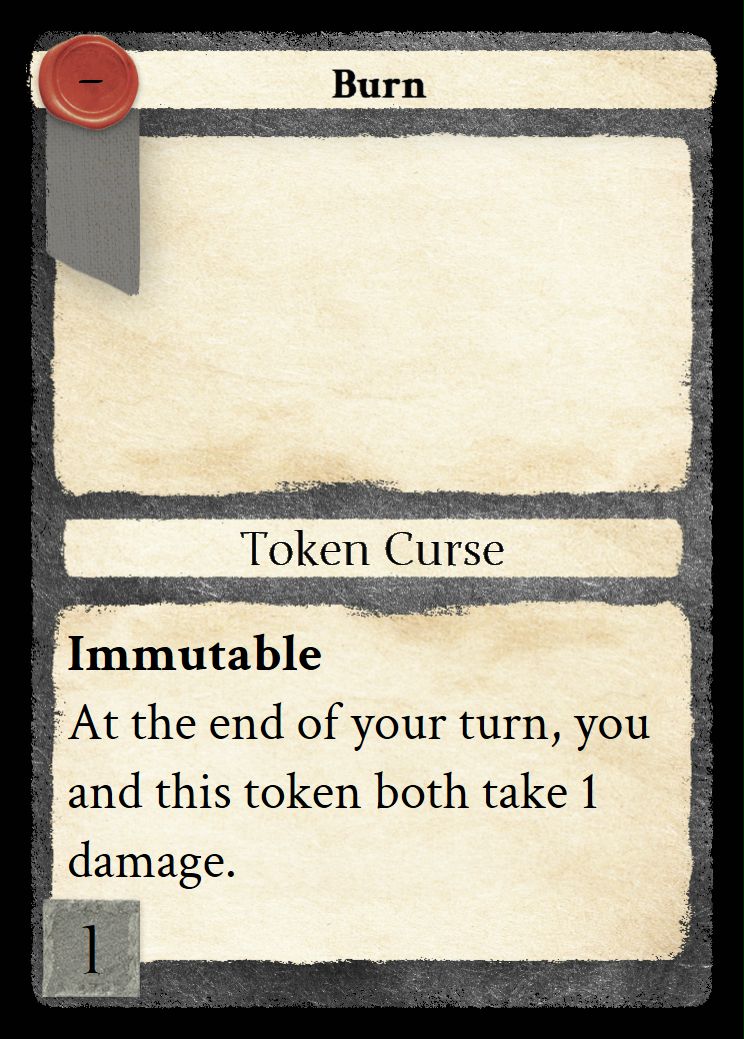 –
Burn
Token Curse
Immutable
At the end of your turn, you
and this token both take 1
damage.
1